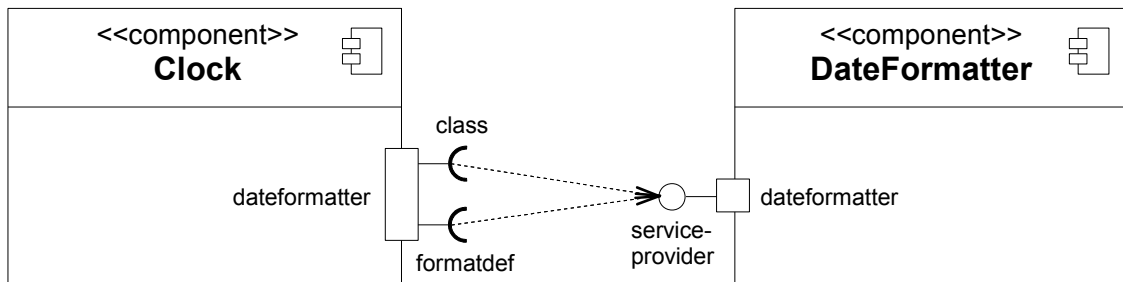 <<component>>
Clock
<<component>>
DateFormatter
class
dateformatter
dateformatter
service-
provider
formatdef